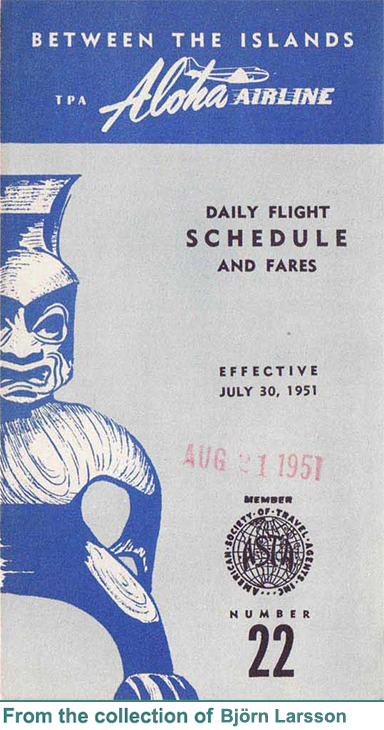 BETWEEN THE ISLANDS
TPA Aloha AIRLINE
DAILY FLIGHT
SCHEDULE
AND FARES
EFFECTIVE
JULY 30, 1951
AUG 21 1951
MEMBER
AMERICAN·SOCIETY·OF·TRAVEL·AGENTS INC.
ASTA
NUMBER
22
From the collection of Björn Larsson